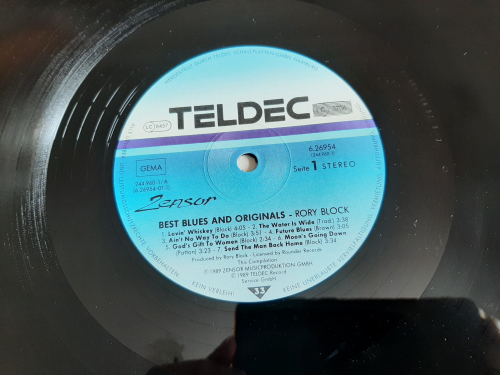 TELDEC
LC 8457
GEMA
6.26954
Seite 1 STEREO
Zensor
BEST BLUES AND ORIGINALS - RORY BLOCK
1. Lovin' Whiskey (Block) 4:05 - 2. The Water is Wide (Trad.) 3:38
3. Ain't No Way To Do (Block) 3:51 - 4. Future Blues (Brown) 3:05
5. God's Gift To Women (Block) 2:34 - 6. Moon's Going Down
(Patton) 3:23 - 7. Send The Man Back Home (Block) 3:34
Produced by Rory Block - Licensed by Rounder Records
This Compilation
© 1989 ZENSOR MUSICPRODUKTION GMBH
© 1989 TELDEC Record
Service GmbH
33
KEIN VERLEIH!